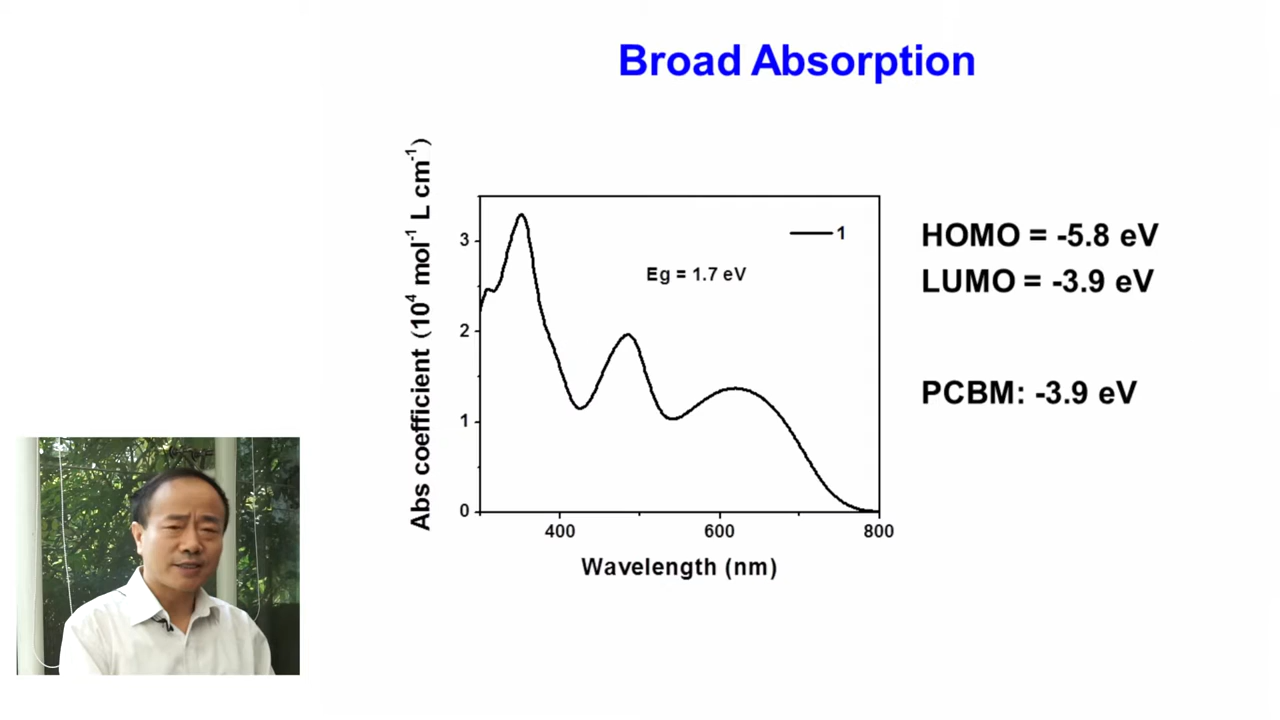 Broad Absorption
Abs coefficient (10⁴ mol⁻¹ L cm⁻¹)
3
2
1
0
1
Eg = 1.7 eV
400
600
800
Wavelength (nm)
HOMO = -5.8 eV
LUMO = -3.9 eV
PCBM: -3.9 eV